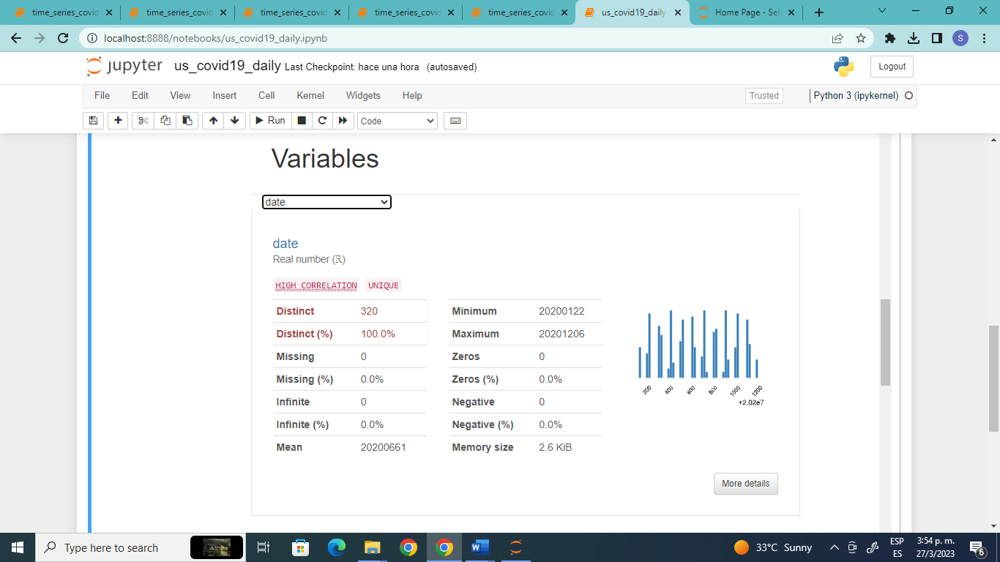 time_series_covid
time_series_covid
time_series_covid
time_series_covid
time_series_covid
us_covid19_daily
Home Page - Sel
localhost:8888/notebooks/us_covid19_daily.ipynb
S
jupyter us_covid19_daily Last Checkpoint: hace una hora (autosaved)
Logout
File Edit View Insert Cell Kernel Widgets Help
Trusted
Python 3 (ipykernel)
Run
Code
Variables
date
date
Real number (ℝ)
HIGH CORRELATION UNIQUE
Distinct 320
Distinct (%) 100.0%
Missing 0
Missing (%) 0.0%
Infinite 0
Infinite (%) 0.0%
Mean 20200661
Minimum 20200122
Maximum 20201206
Zeros 0
Zeros (%) 0.0%
Negative 0
Negative (%) 0.0%
Memory size 2.6 KiB
200 400 600 800 1000 1200
+2.02e7
More details
Type here to search
33°C Sunny
ESP
ES
3:54 p. m.
27/3/2023
6